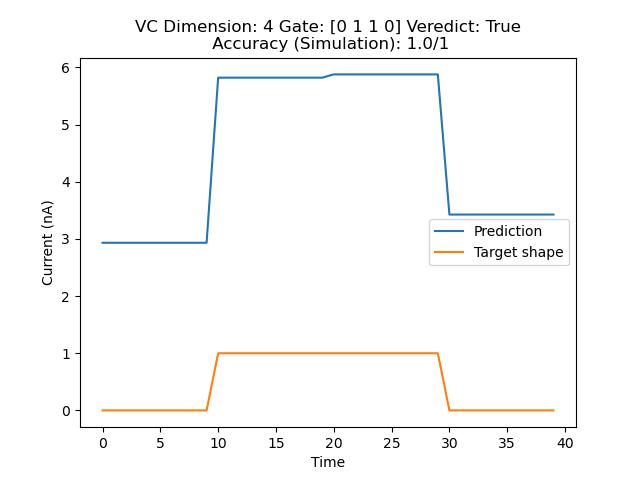 VC Dimension: 4 Gate: [0 1 1 0] Veredict: True
Accuracy (Simulation): 1.0/1
6
5
4
3
2
1
0
Current (nA)
Prediction
Target shape
0 5 10 15 20 25 30 35 40
Time